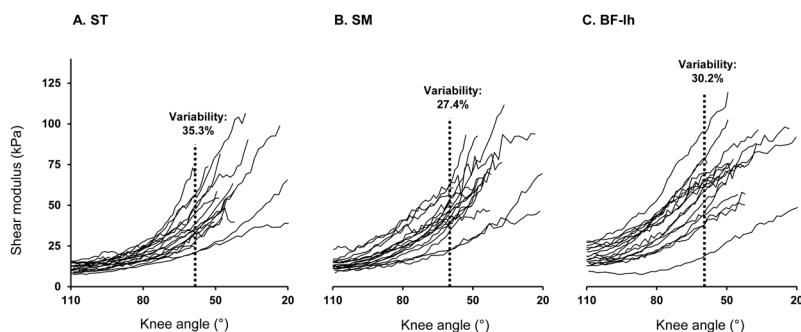 A. ST
B. SM
C. BF-lh
Shear modulus (kPa)
125
100
75
50
25
0
Variability:
35.3%
Variability:
27.4%
Variability:
30.2%
110
80
50
20
110
80
50
20
110
80
50
20
Knee angle (°)
Knee angle (°)
Knee angle (°)